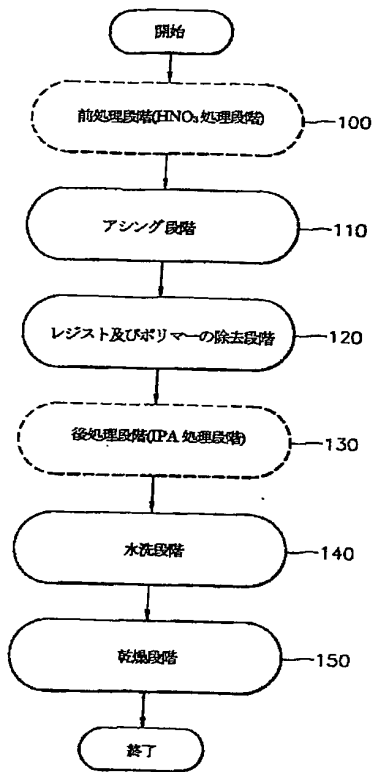 開始
前処理段階(HNO₃処理段階)
100
アシング段階
110
レジスト及びポリマーの除去段階
120
後処理段階(IPA処理段階)
130
水洗段階
140
乾燥段階
150
終了